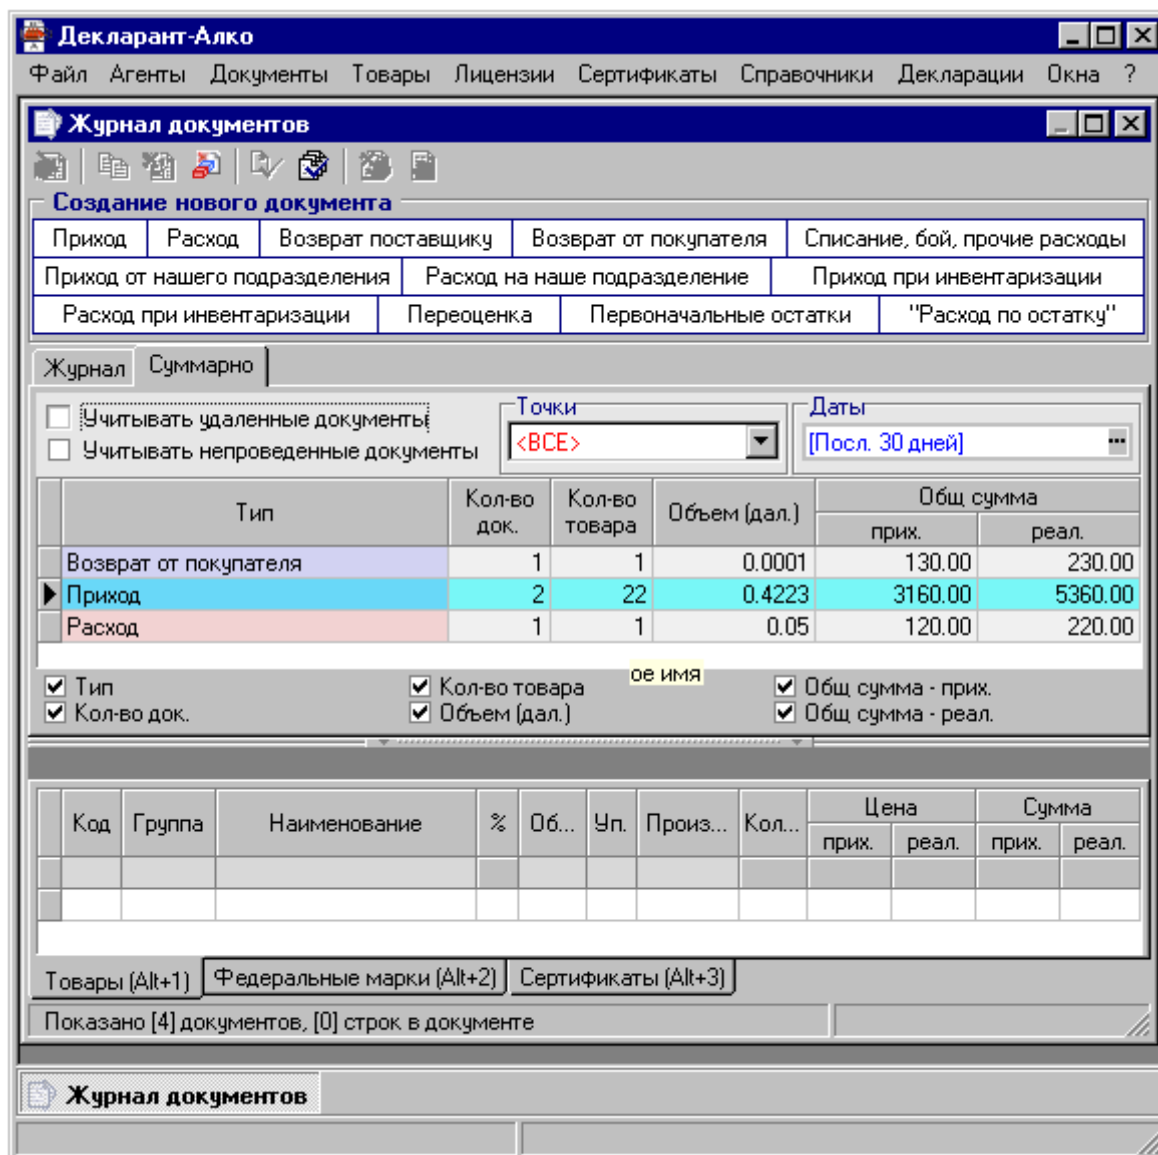 Декларант-Алко
Файл Агенты Документы Товары Лицензии Сертификаты Справочники Декларации Окна ?
Журнал документов
Создание нового документа
Приход Расход Возврат поставщику Возврат от покупателя Списание, бой, прочие расходы
Приход от нашего подразделения Расход на наше подразделение Приход при инвентаризации
Расход при инвентаризации Переоценка Первоначальные остатки "Расход по остатку"
Журнал Суммарно
Точки Даты
Учитывать удаленные документы
<ВСЕ> [Посл. 30 дней] ...
Учитывать непроведенные документы
Тип Кол-во док. Кол-во товара Объем (дал.) Общ сумма
прих. реал.
Возврат от покупателя 1 1 0.0001 130.00 230.00
Приход 2 22 0.4223 3160.00 5360.00
Расход 1 1 0.05 120.00 220.00
ое имя
Тип Кол-во товара Общ сумма - прих.
Кол-во док. Объем (дал.) Общ сумма - реал.
Код Группа Наименование % Об... Уп. Произ... Кол... Цена Сумма
прих. реал. прих. реал.
Товары (Alt+1) Федеральные марки (Alt+2) Сертификаты (Alt+3)
Показано [4] документов, [0] строк в документе
Журнал документов